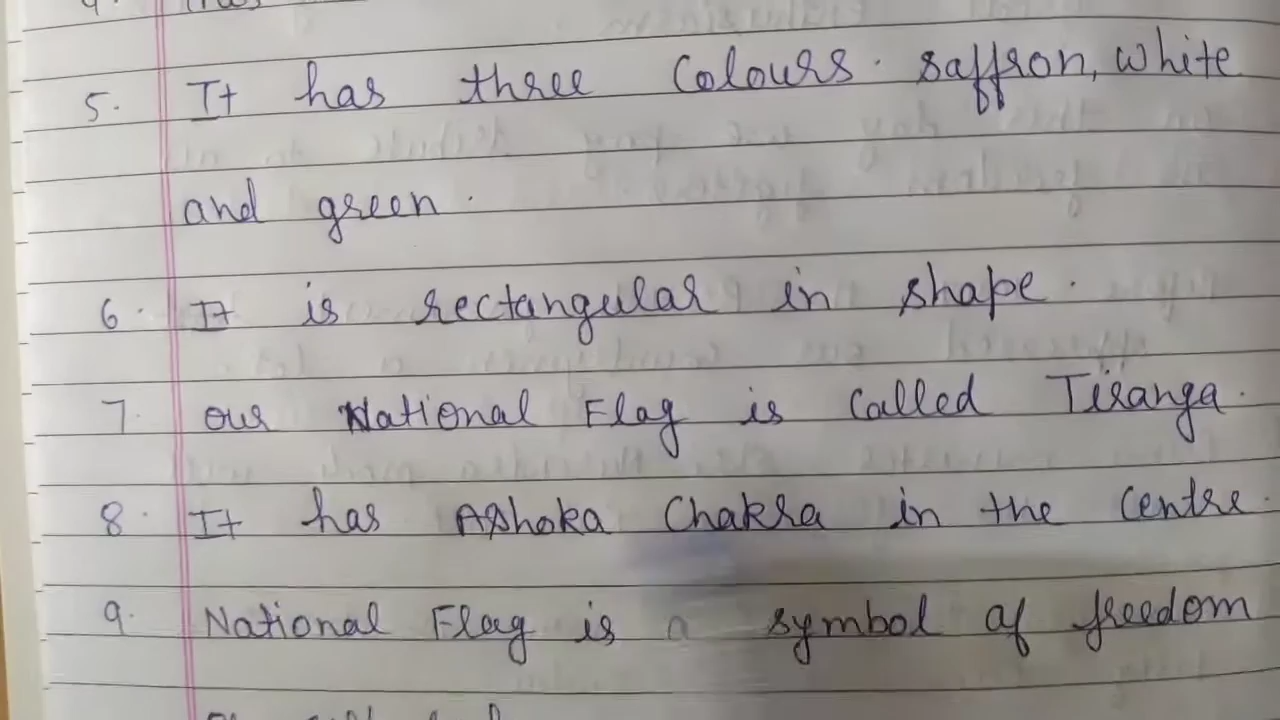 5. It has three Colours. saffron, white
and green.
6. It is rectangular in shape.
7. our National Flag is called Tiranga.
8. It has Ashoka Chakra in the Centre.
9. National Flag is a symbol of freedom